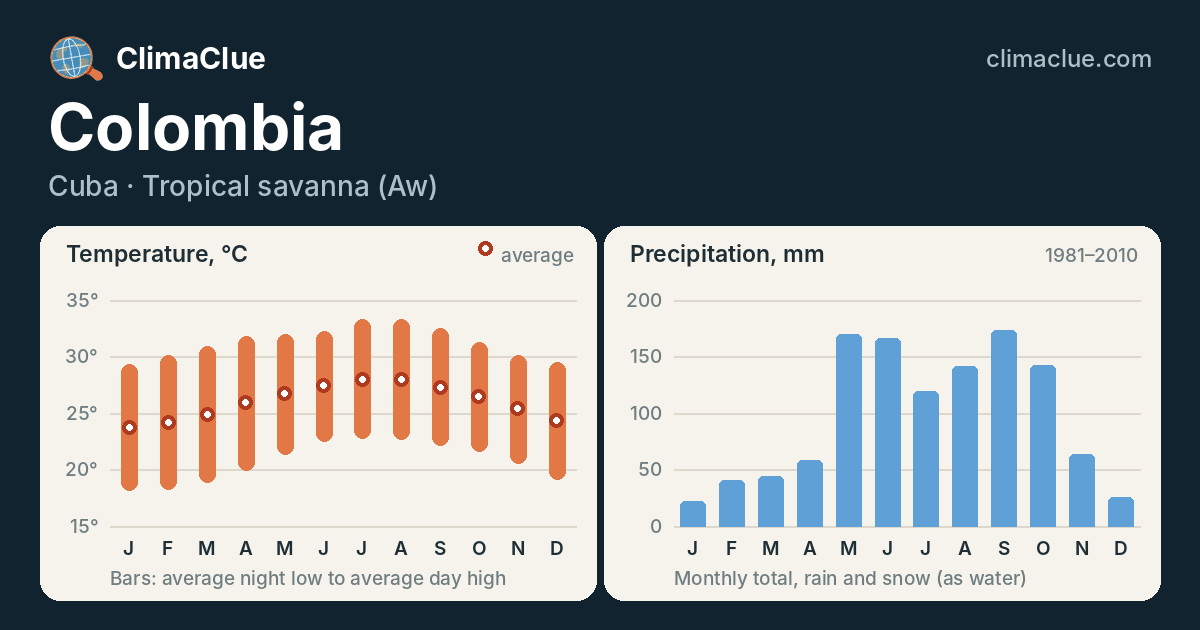 ClimaClue
climaclue.com
Colombia
Cuba · Tropical savanna (Aw)
Temperature, °C
average
35°
30°
25°
20°
15°
J F M A M J J A S O N D
Bars: average night low to average day high
Precipitation, mm
1981–2010
200
150
100
50
0
J F M A M J J A S O N D
Monthly total, rain and snow (as water)